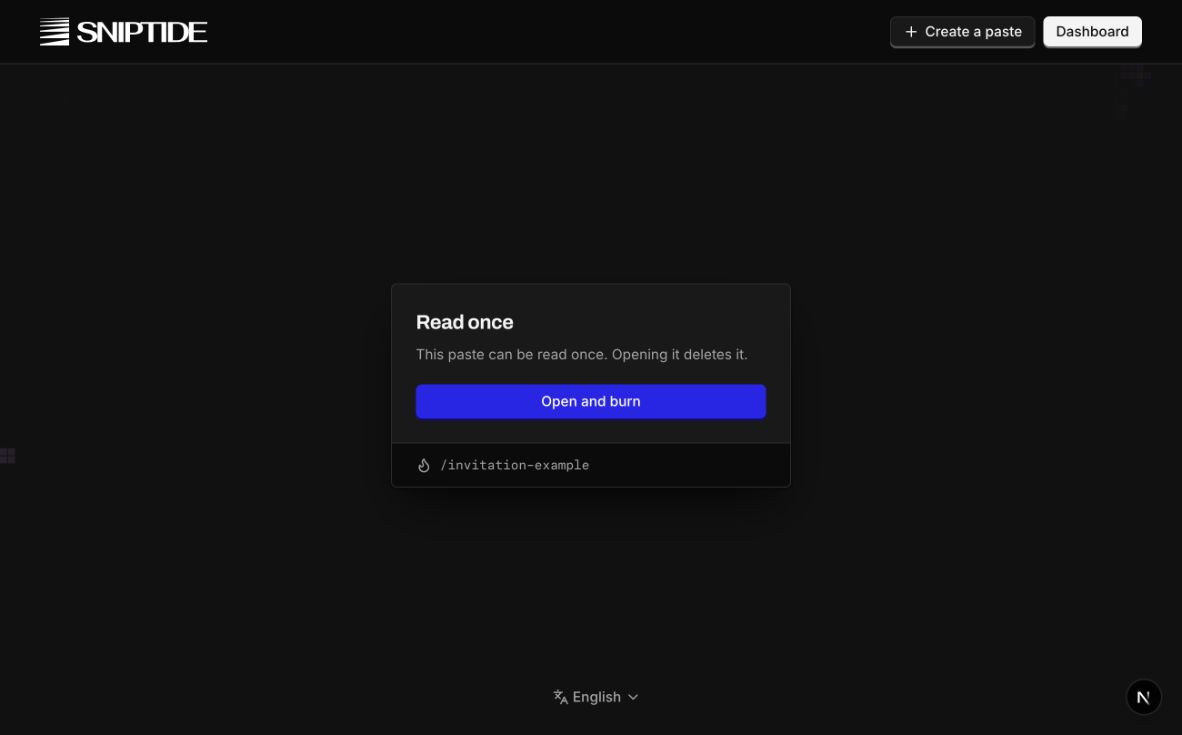 SNIPTIDE
Create a paste
Dashboard
Read once
This paste can be read once. Opening it deletes it.
Open and burn
/invitation-example
English
N